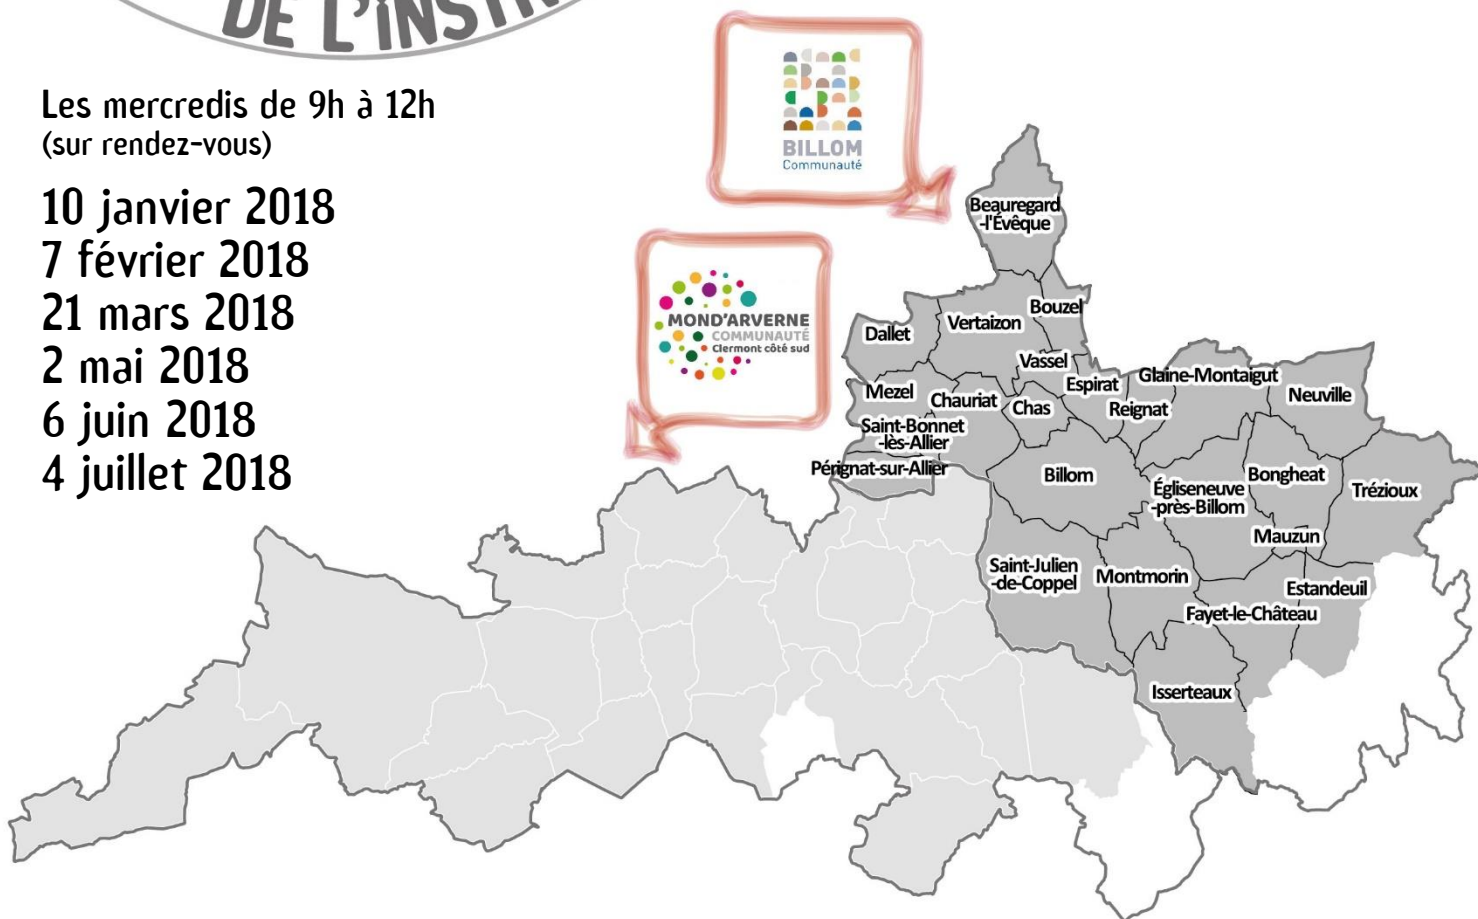 DE L'INSTR
Les mercredis de 9h à 12h
(sur rendez-vous)
10 janvier 2018
7 février 2018
21 mars 2018
2 mai 2018
6 juin 2018
4 juillet 2018
BILLOM
Communauté
MOND'ARVERNE
COMMUNAUTÉ
Clermont côté sud
Beauregard
-l'Évêque
Bouzel
Vertaizon
Dallet
Vassel
Espirat
Glaine-Montaigut
Neuville
Mezel
Chauriat
Chas
Reignat
Saint-Bonnet
-lès-Allier
Pérignat-sur-Allier
Billom
Bongheat
Égliseneuve
-près-Billom
Trézioux
Mauzun
Saint-Julien
-de-Coppel
Montmorin
Estandeuil
Fayet-le-Château
Isserteaux